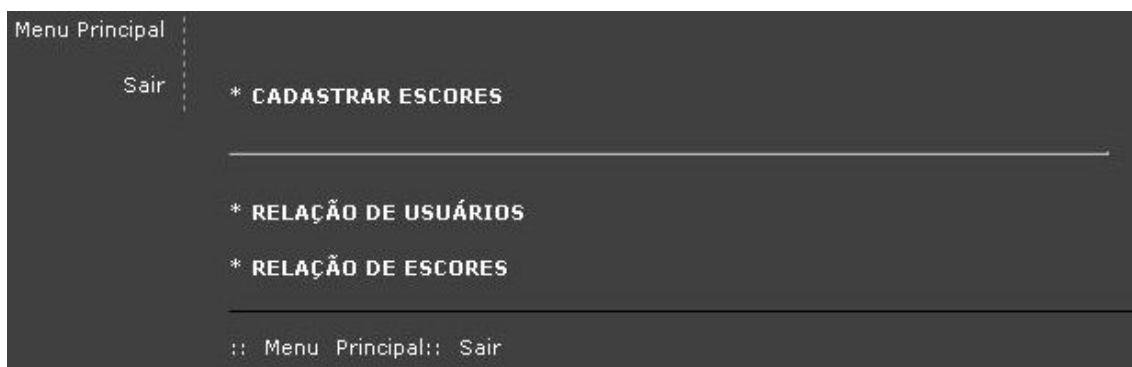 Menu Principal
Sair
* CADASTRAR ESCORES
* RELAÇÃO DE USUÁRIOS
* RELAÇÃO DE ESCORES
:: Menu Principal:: Sair